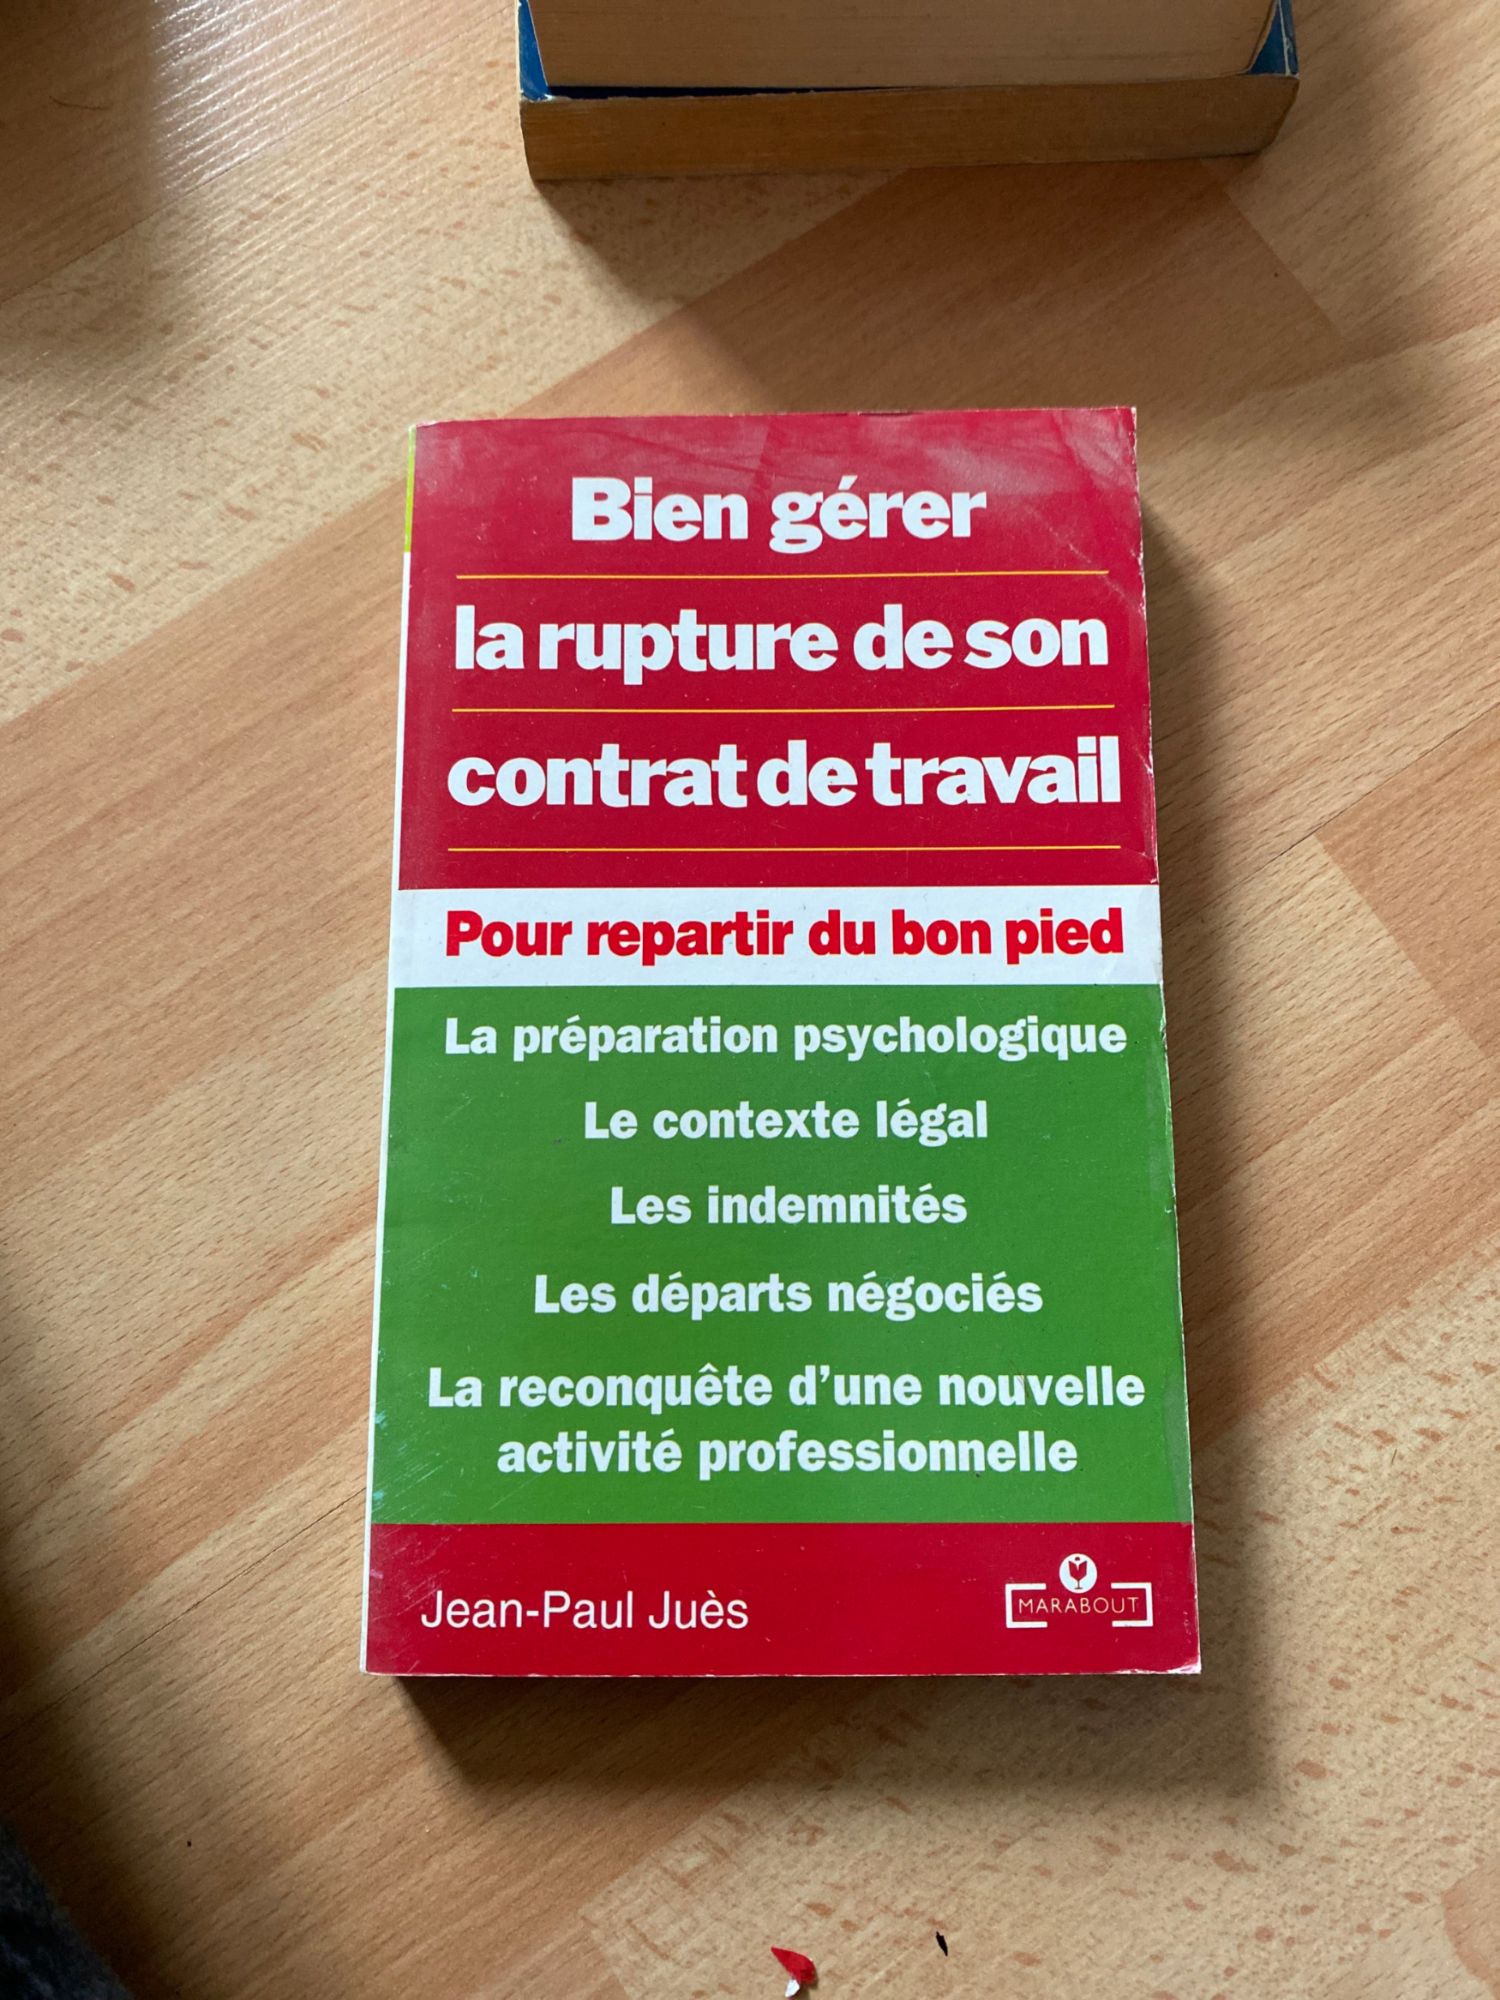 Bien gérer
la rupture de son
contrat de travail
Pour repartir du bon pied
La préparation psychologique
Le contexte légal
Les indemnités
Les départs négociés
La reconquête d'une nouvelle
activité professionnelle
Jean-Paul Juès
MARABOUT